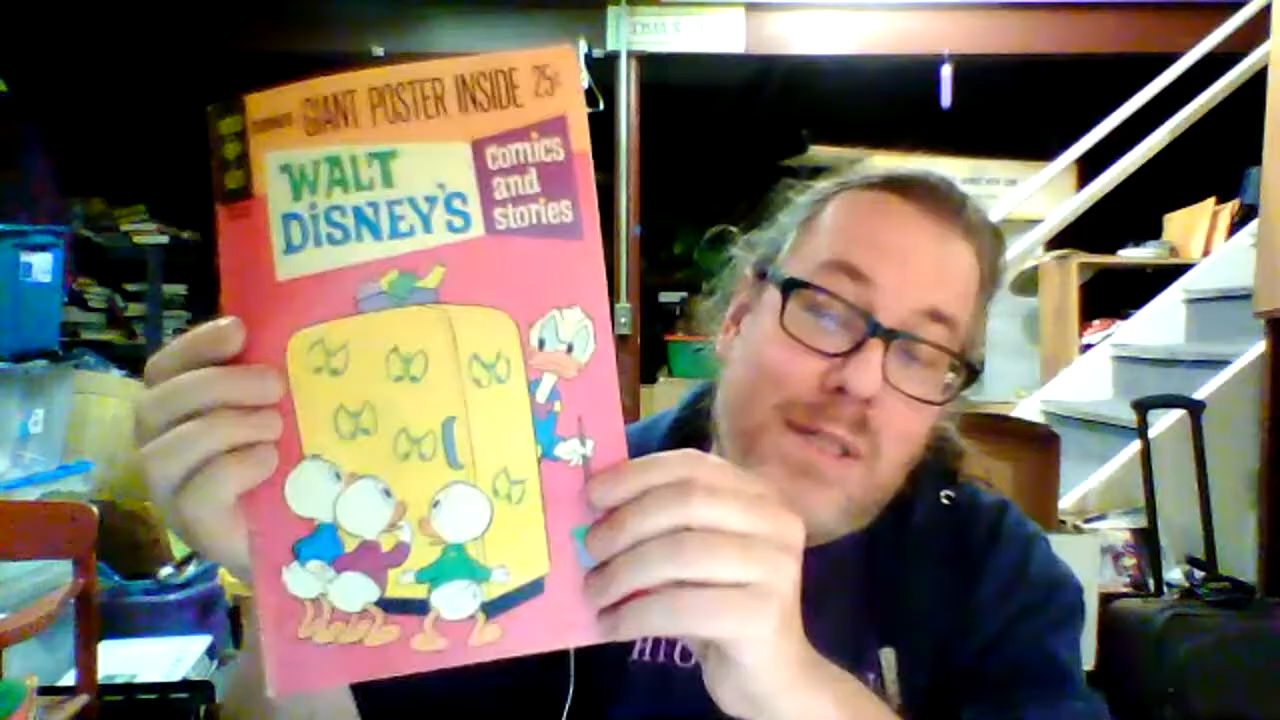 GIANT POSTER INSIDE 25¢
WALT
DISNEY'S
comics
and
stories